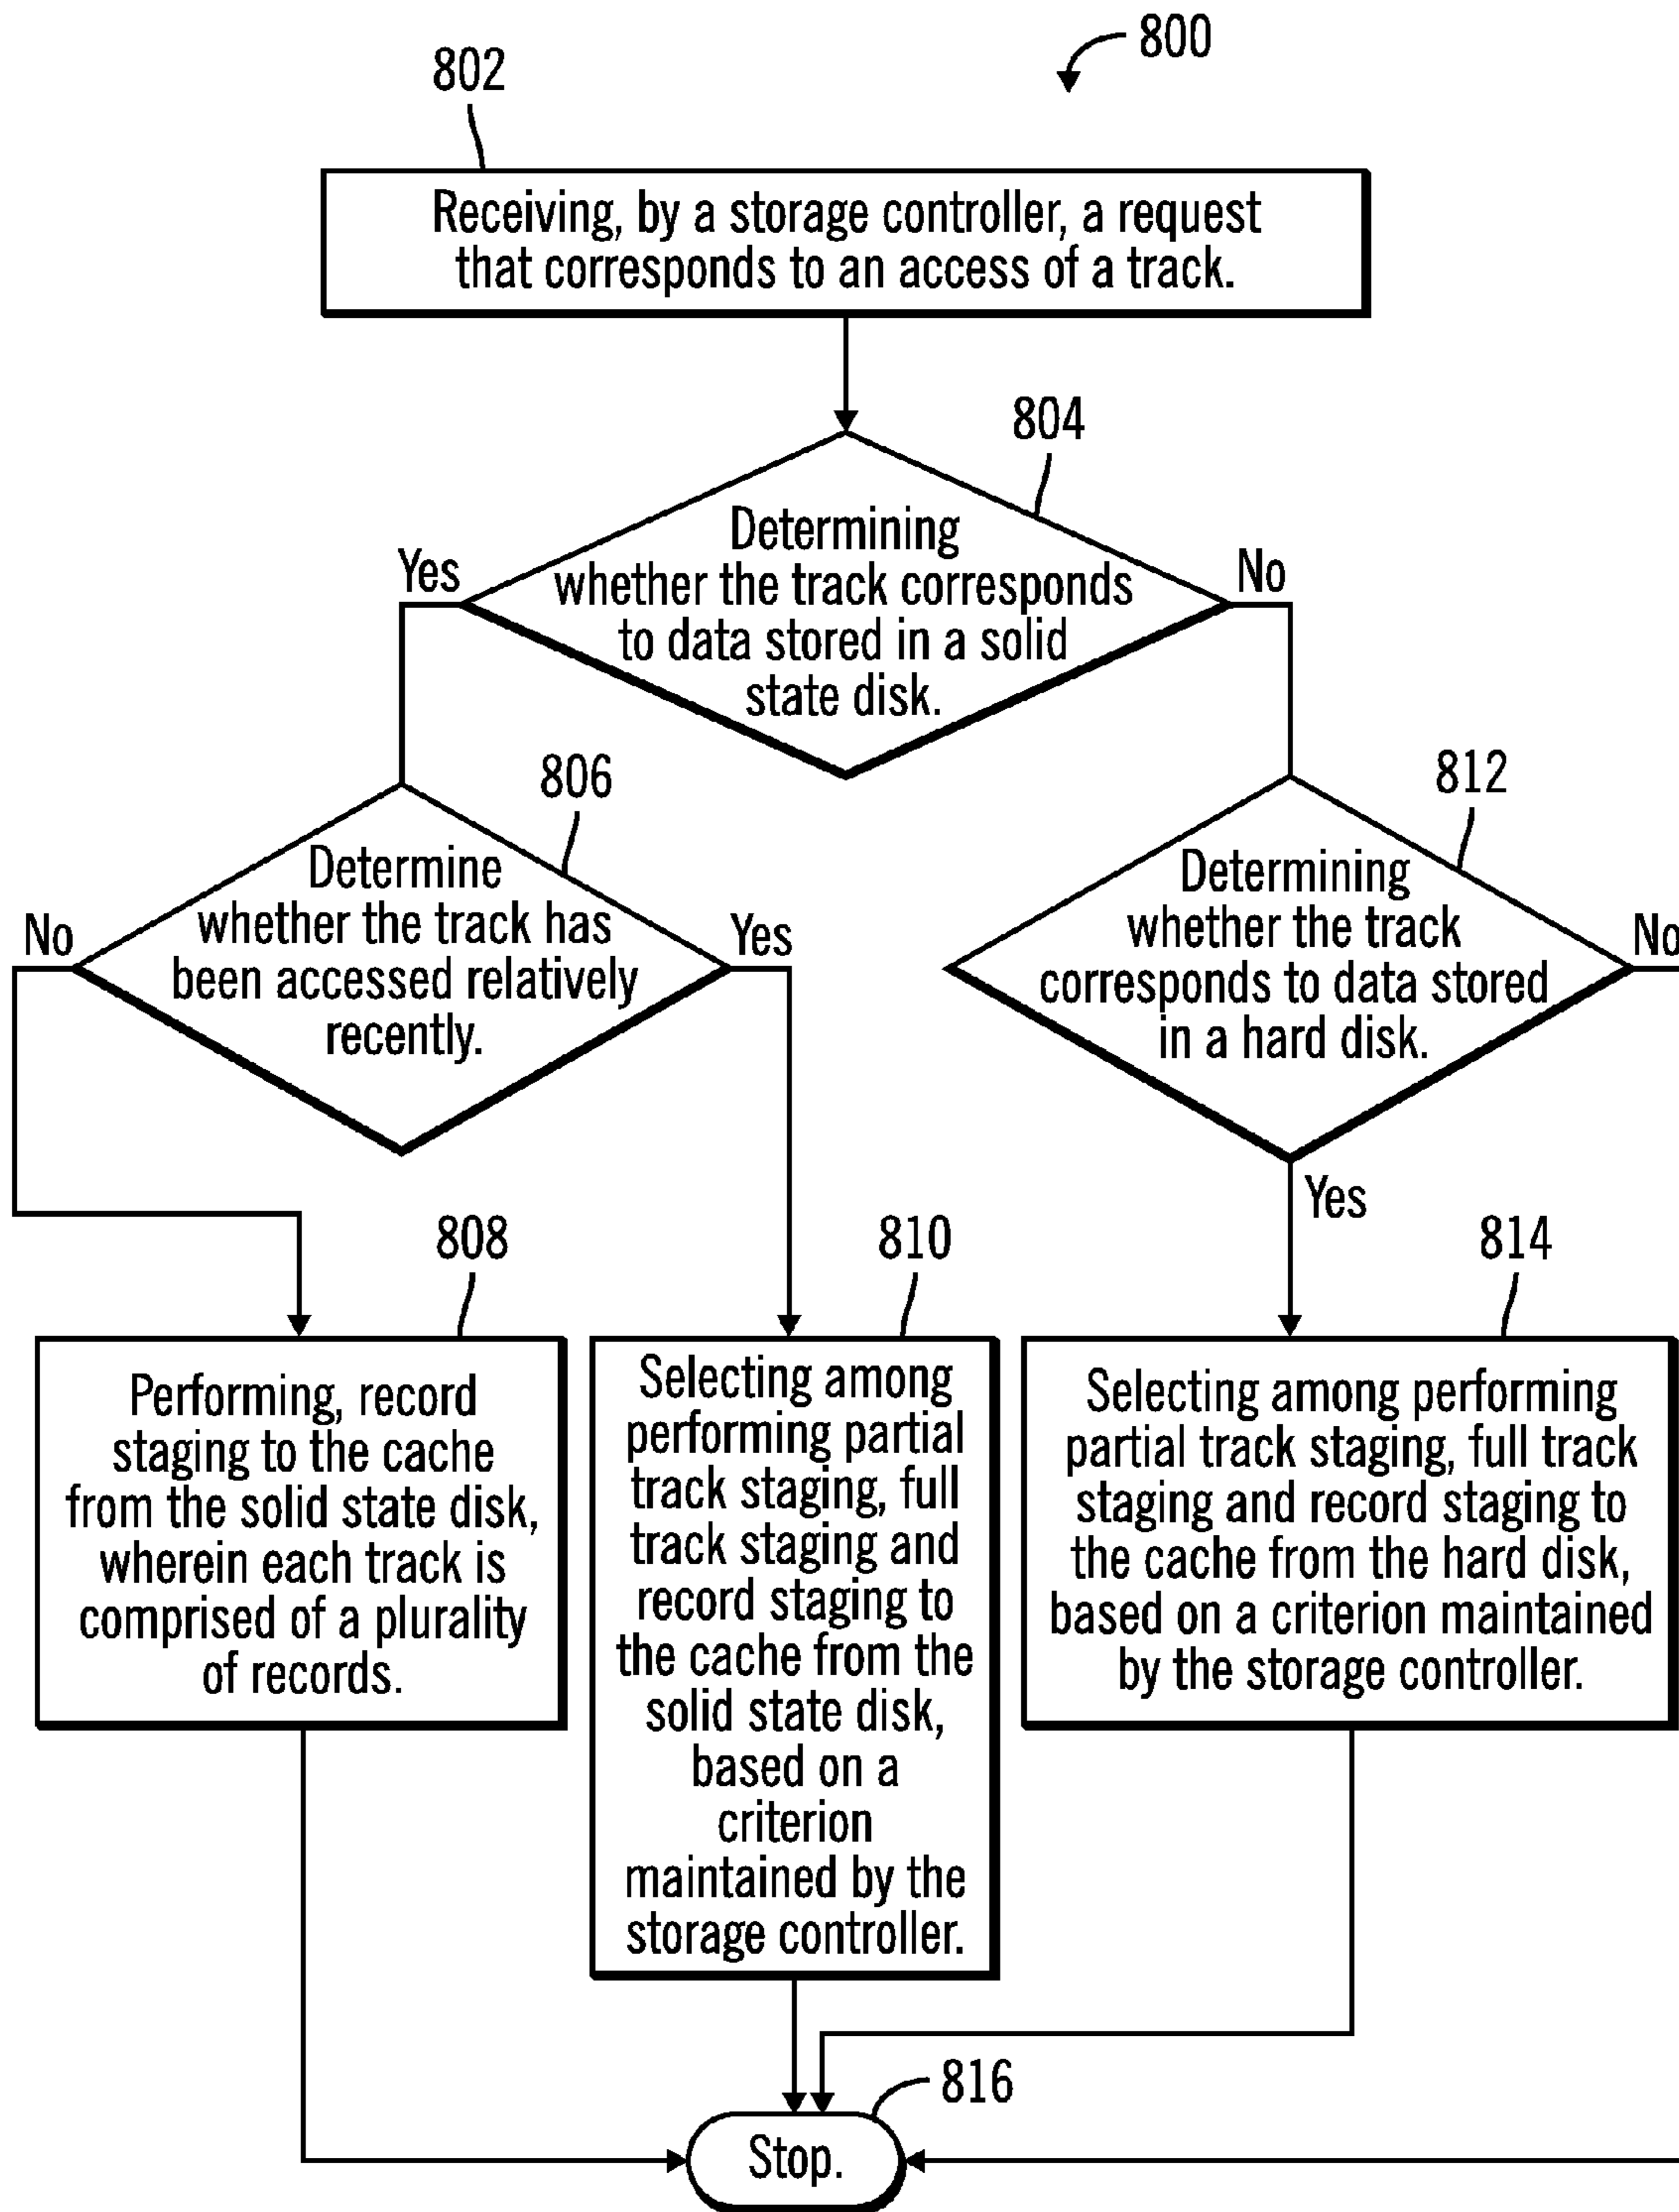 800
802
Receiving, by a storage controller, a request
that corresponds to an access of a track.
804
Determining
whether the track corresponds
to data stored in a solid
state disk.
Yes
No
806
Determine
whether the track has
been accessed relatively
recently.
No
Yes
812
Determining
whether the track
corresponds to data stored
in a hard disk.
No
Yes
808
Performing, record
staging to the cache
from the solid state disk,
wherein each track is
comprised of a plurality
of records.
810
Selecting among
performing partial
track staging, full
track staging and
record staging to
the cache from the
solid state disk,
based on a
criterion
maintained by the
storage controller.
814
Selecting among performing
partial track staging, full track
staging and record staging to
the cache from the hard disk,
based on a criterion maintained
by the storage controller.
816
Stop.